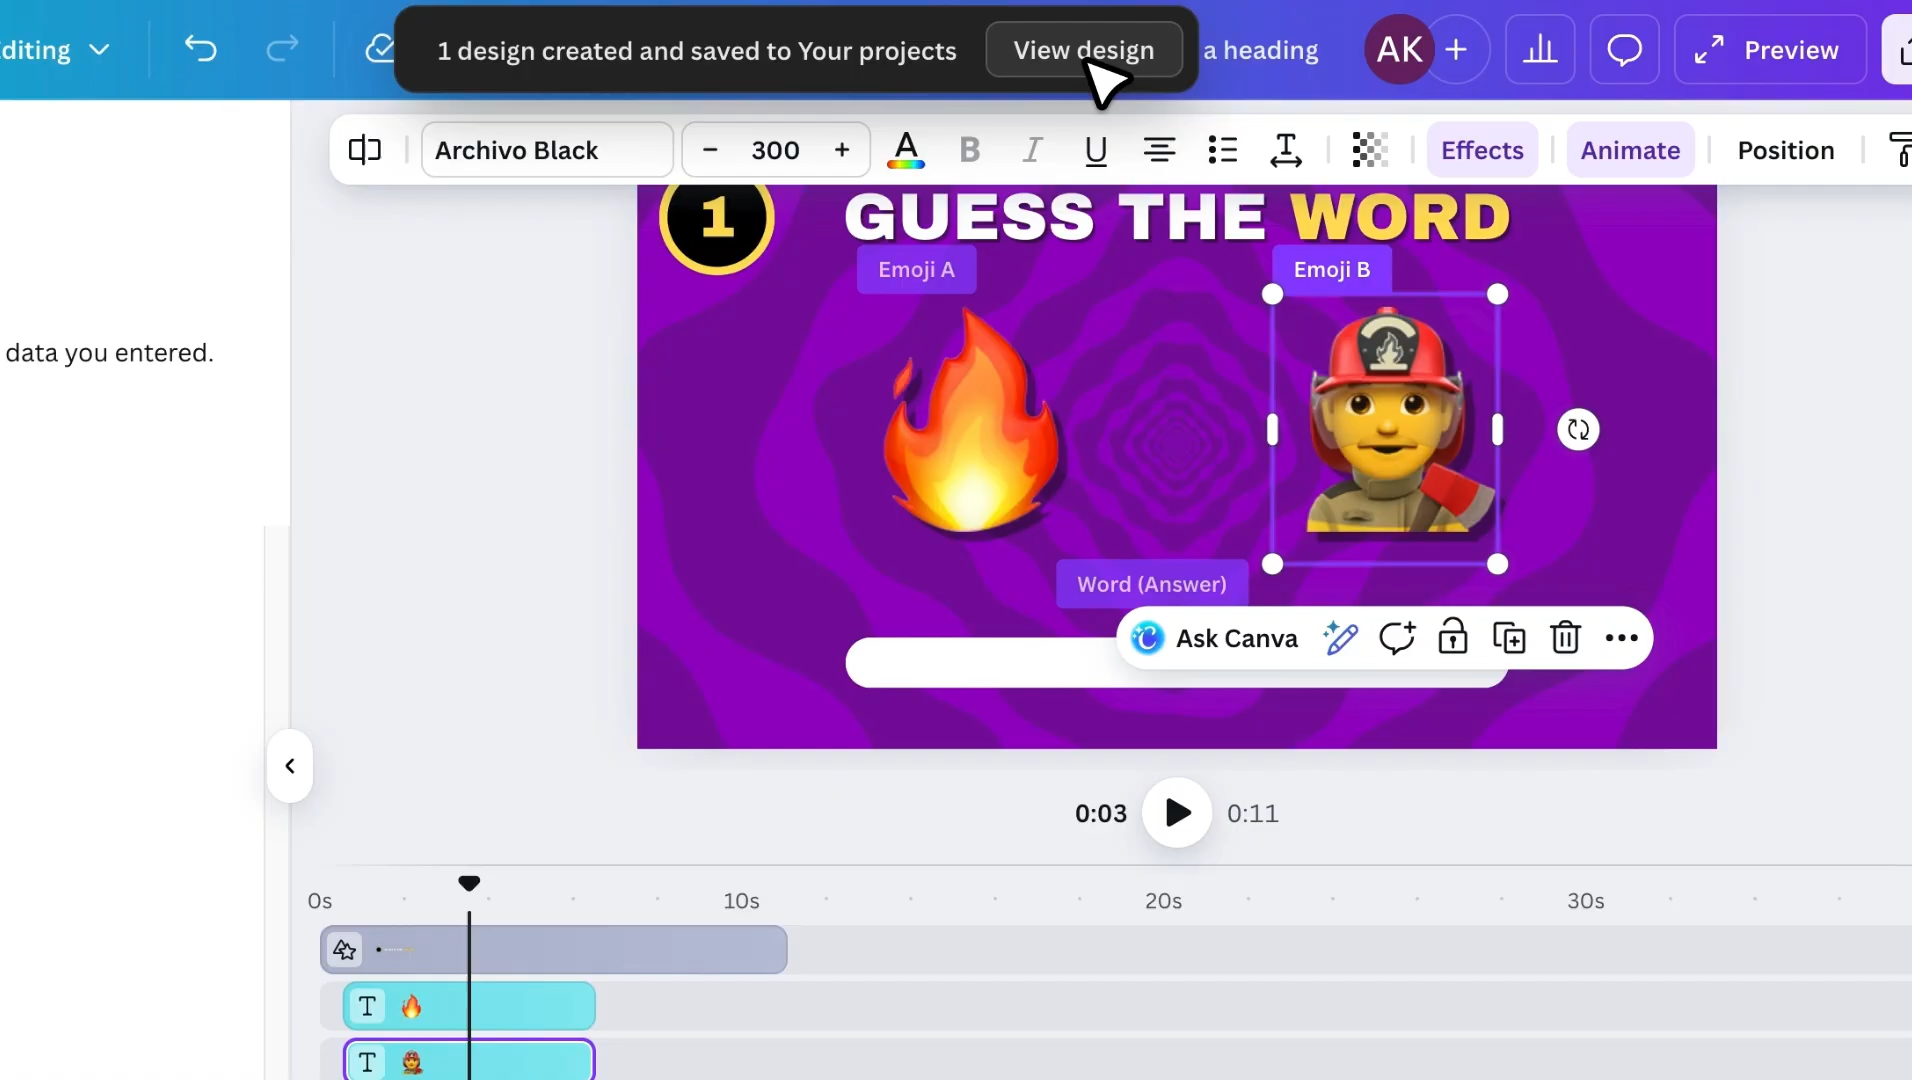 diting
1 design created and saved to Your projects
View design
a heading
AK
Preview
Archivo Black
300
A
B
I
U
T
Effects
Animate
Position
1
GUESS THE WORD
Emoji A
Emoji B
data you entered.
Word (Answer)
Ask Canva
0:03
0:11
0s
10s
20s
30s
T
T